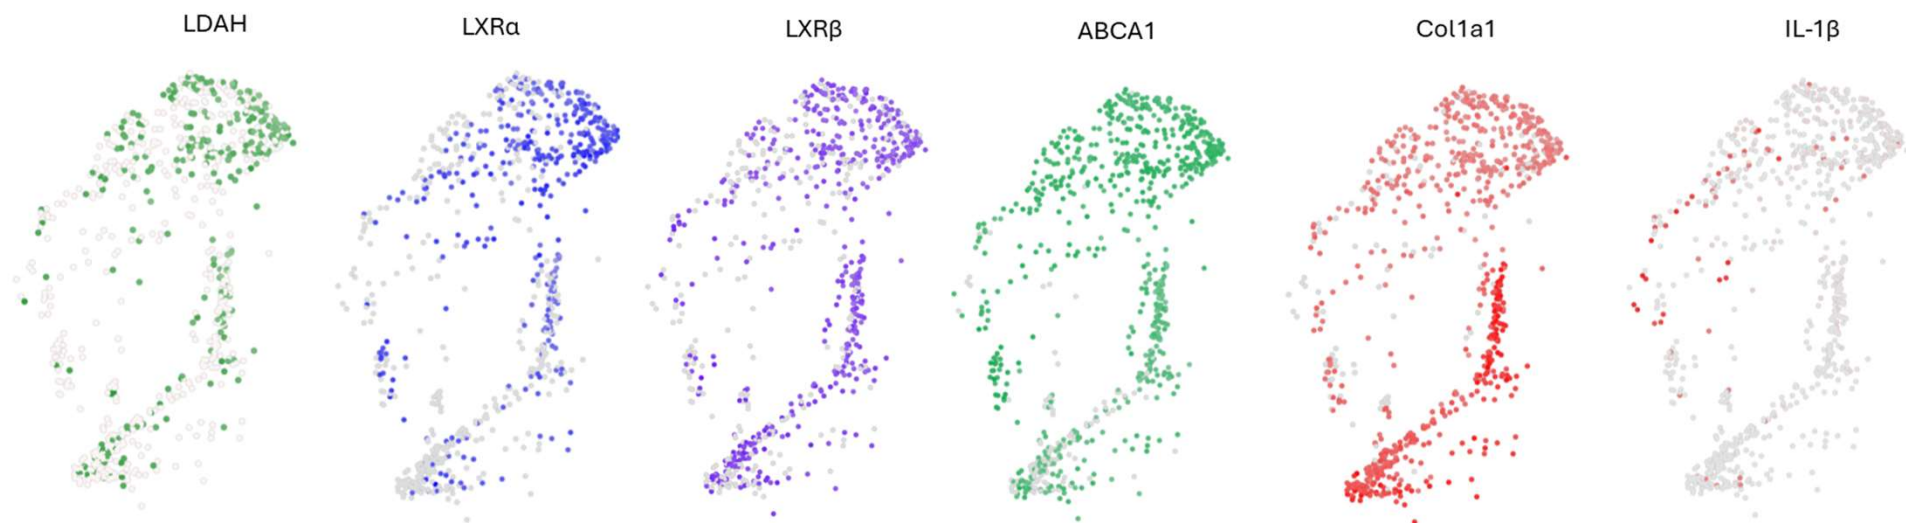 LDAH
LXRα
LXRβ
ABCA1
Col1a1
IL-1β